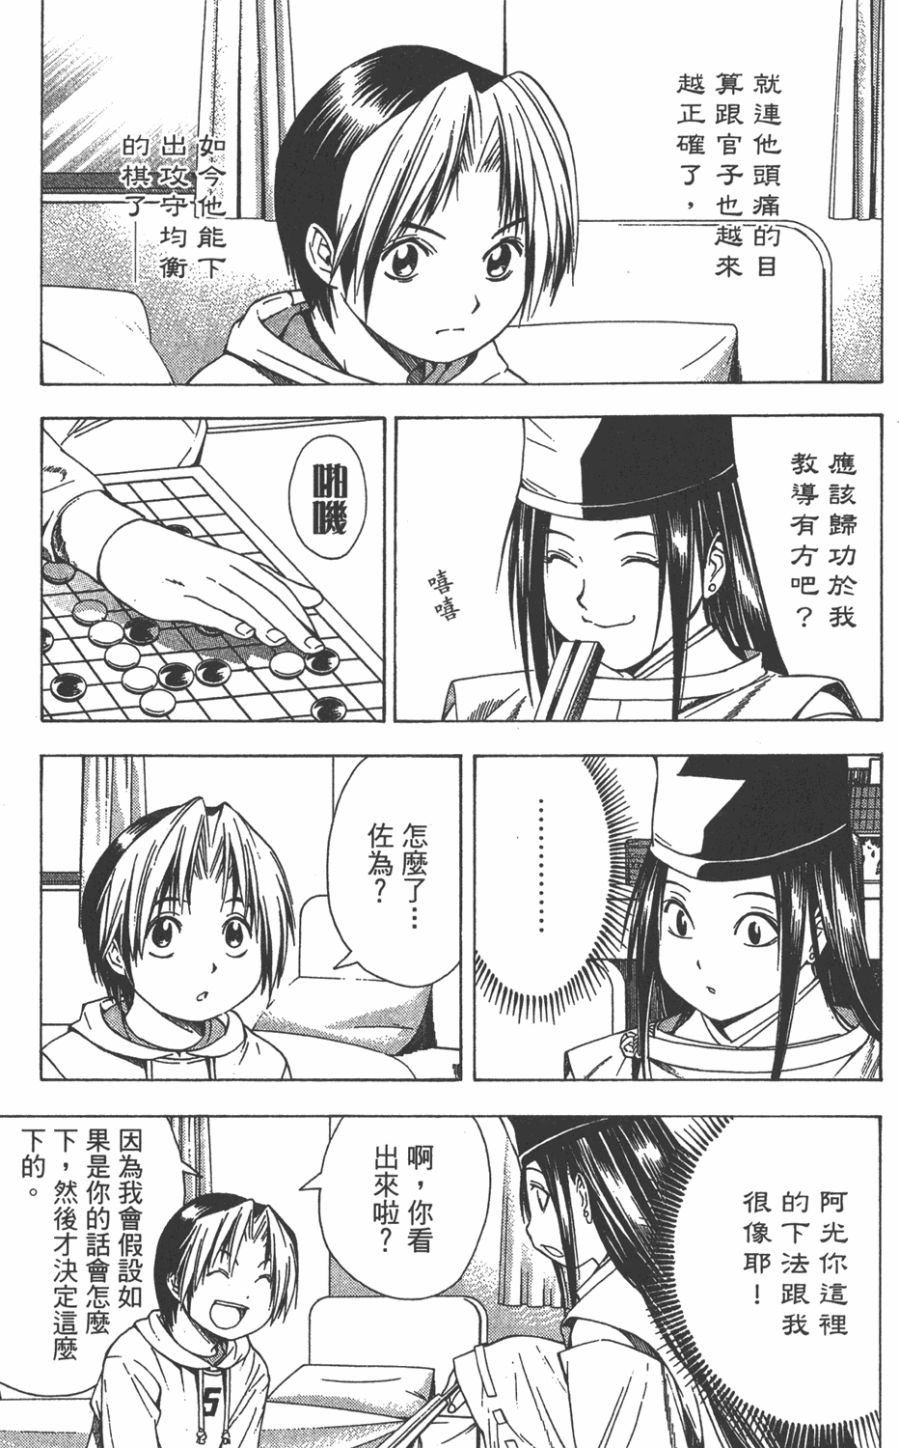 就連他頭痛的目
算跟官子也越來
越正確了，
如今他能下
出攻守均衡
的棋了—
應該歸功於我
教導有方吧？
嘻嘻
啪嘰
…………
怎麼了…
佐為？
阿光你這裡
的下法跟我
很像耶！
啊，你看
出來啦？
因為我會假設如
果是你的話會怎麼
下，然後才決定這麼
下的。
5